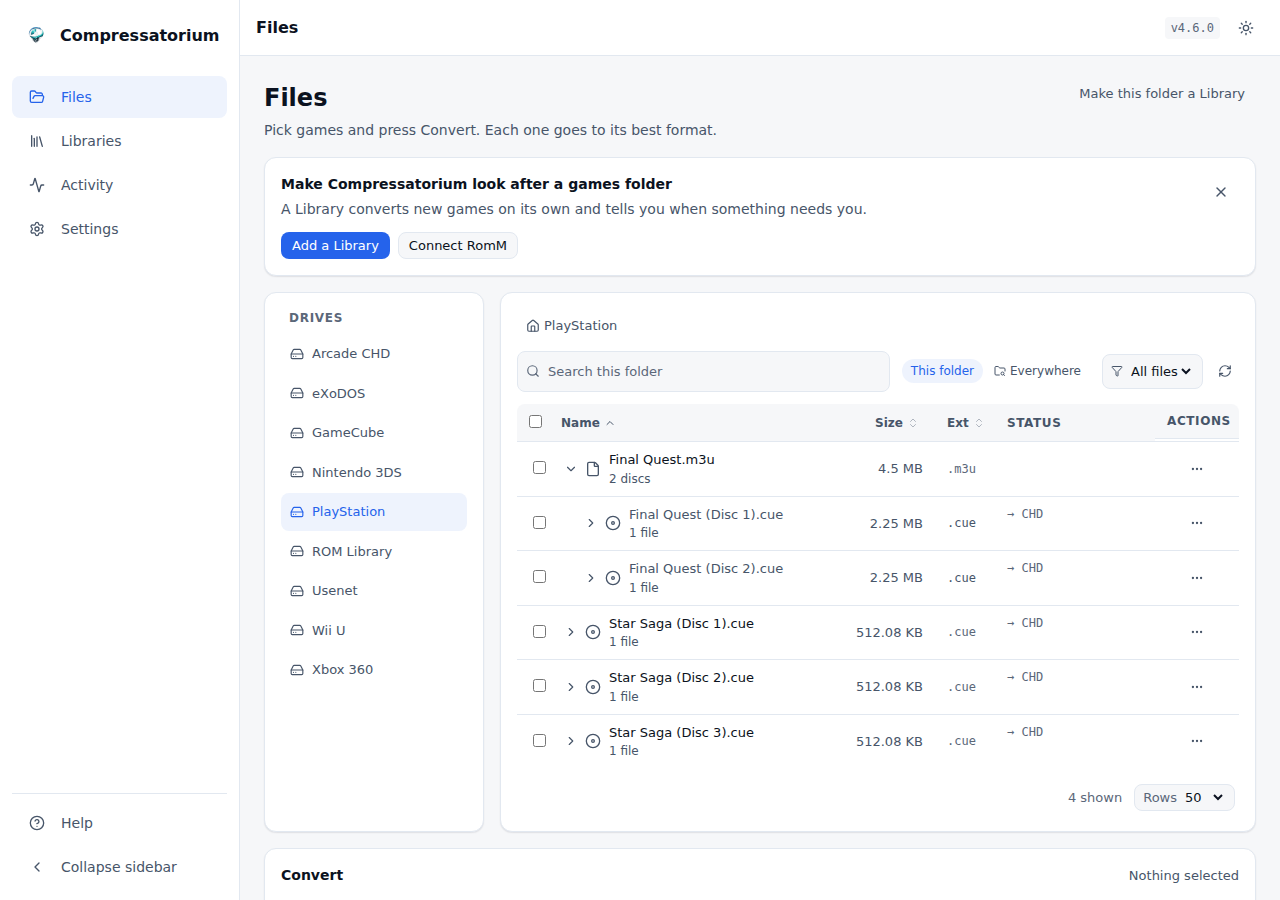 Compressatorium
Files
v4.6.0
Files
Libraries
Activity
Settings
Help
Collapse sidebar
Files
Make this folder a Library
Pick games and press Convert. Each one goes to its best format.
Make Compressatorium look after a games folder
A Library converts new games on its own and tells you when something needs you.
Add a Library
Connect RomM
DRIVES
Arcade CHD
eXoDOS
GameCube
Nintendo 3DS
PlayStation
ROM Library
Usenet
Wii U
Xbox 360
PlayStation
Search this folder
This folder
Everywhere
All files
Name Size Ext STATUS ACTIONS
Final Quest.m3u 4.5 MB .m3u
2 discs
Final Quest (Disc 1).cue 2.25 MB .cue → CHD
1 file
Final Quest (Disc 2).cue 2.25 MB .cue → CHD
1 file
Star Saga (Disc 1).cue 512.08 KB .cue → CHD
1 file
Star Saga (Disc 2).cue 512.08 KB .cue → CHD
1 file
Star Saga (Disc 3).cue 512.08 KB .cue → CHD
1 file
4 shown
Rows 50
Convert
Nothing selected